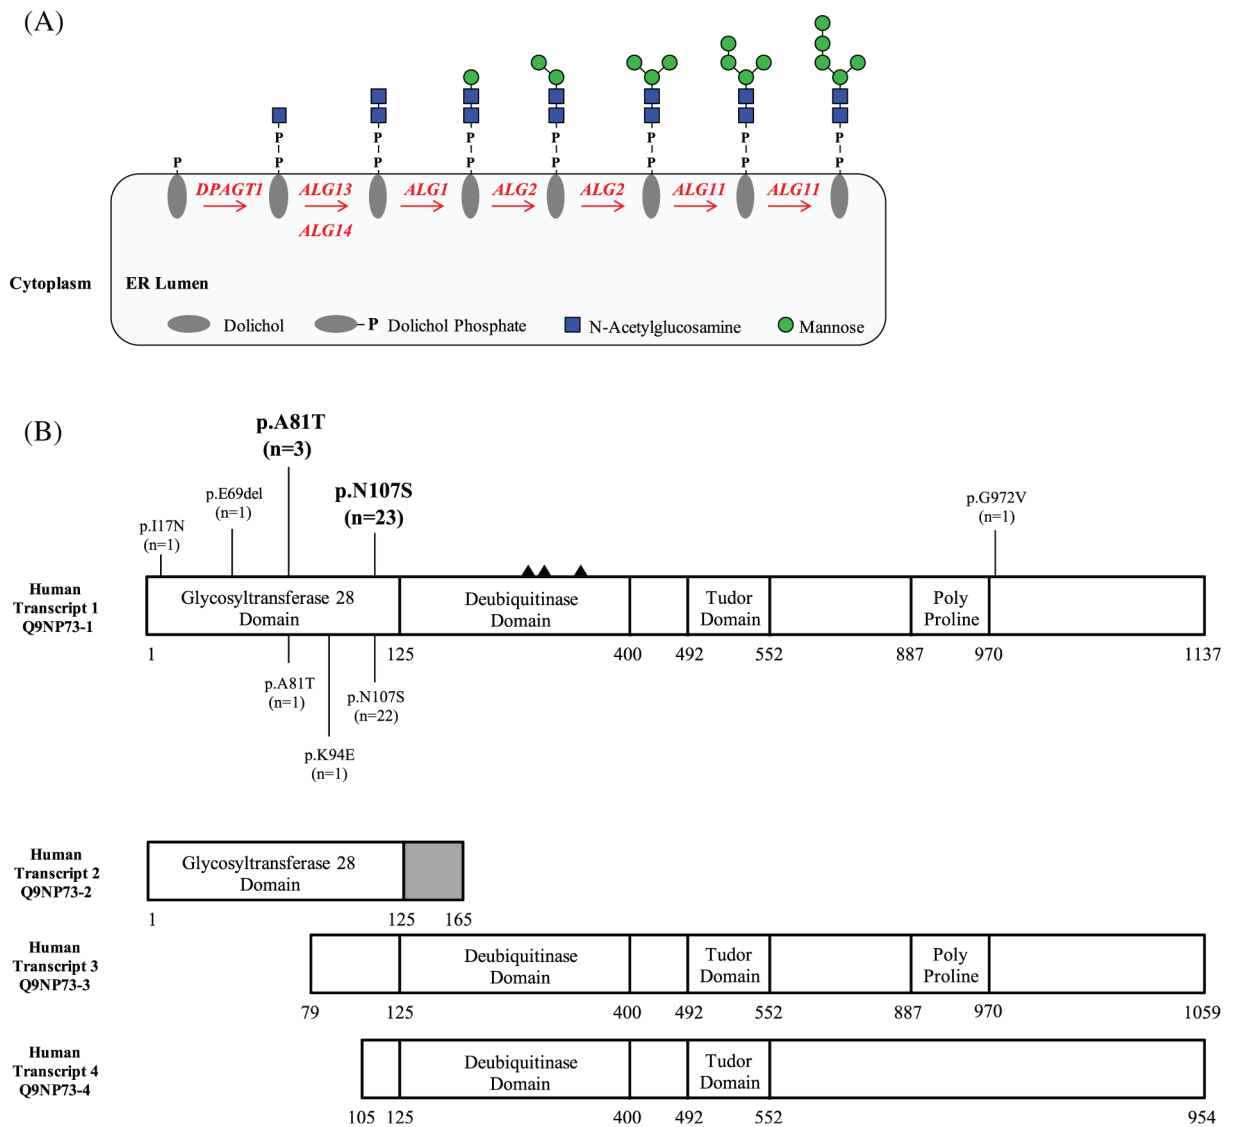 (A)
P P P P P P P P
P P P P P P P
DPAGT1 ALG13 ALG1 ALG2 ALG2 ALG11 ALG11
ALG14
Cytoplasm ER Lumen
Dolichol P Dolichol Phosphate N-Acetylglucosamine Mannose
(B)
p.A81T
(n=3)
p.E69del
(n=1)
p.N107S
(n=23)
p.I17N
(n=1)
p.G972V
(n=1)
Human
Transcript 1
Q9NP73-1
Glycosyltransferase 28
Domain
Deubiquitinase
Domain
Tudor
Domain
Poly
Proline
1 125 400 492 552 887 970 1137
p.A81T
(n=1)
p.N107S
(n=22)
p.K94E
(n=1)
Human
Transcript 2
Q9NP73-2
Glycosyltransferase 28
Domain
1 125 165
Human
Transcript 3
Q9NP73-3
Deubiquitinase
Domain
Tudor
Domain
Poly
Proline
79 125 400 492 552 887 970 1059
Human
Transcript 4
Q9NP73-4
Deubiquitinase
Domain
Tudor
Domain
105 125 400 492 552 954